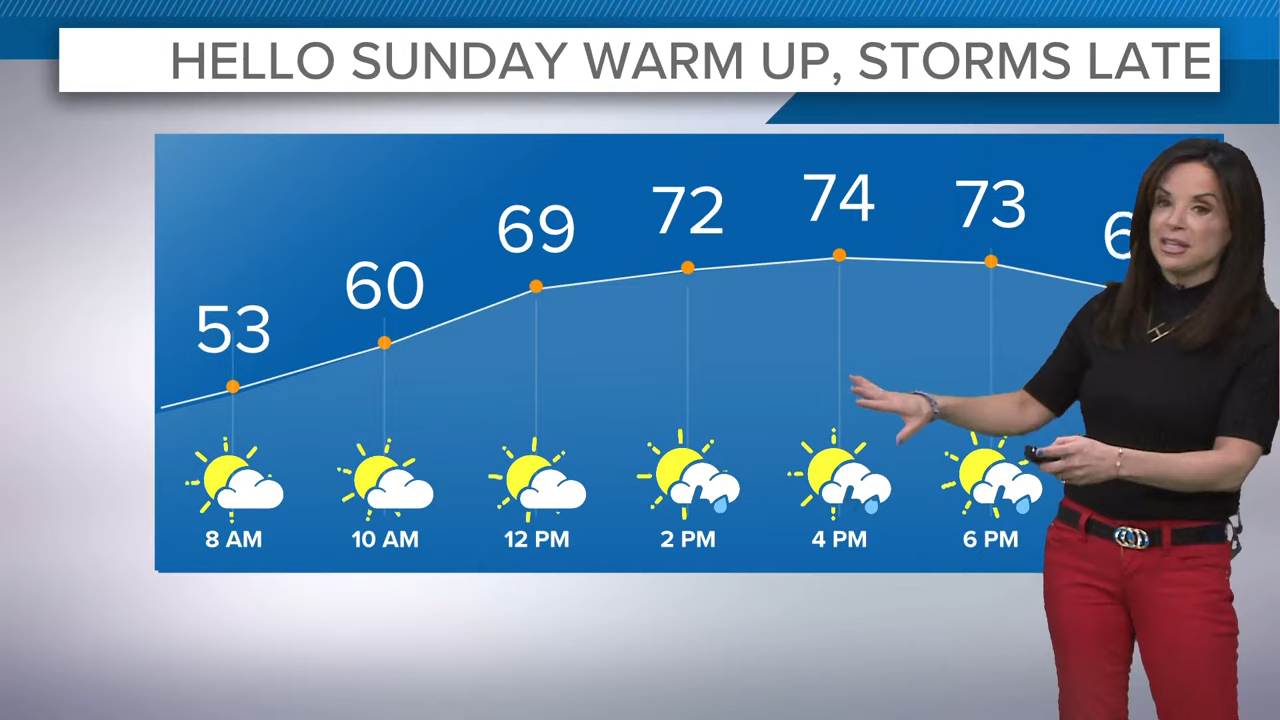 HELLO SUNDAY WARM UP, STORMS LATE
53
60
69
72
74
73
8 AM
10 AM
12 PM
2 PM
4 PM
6 PM